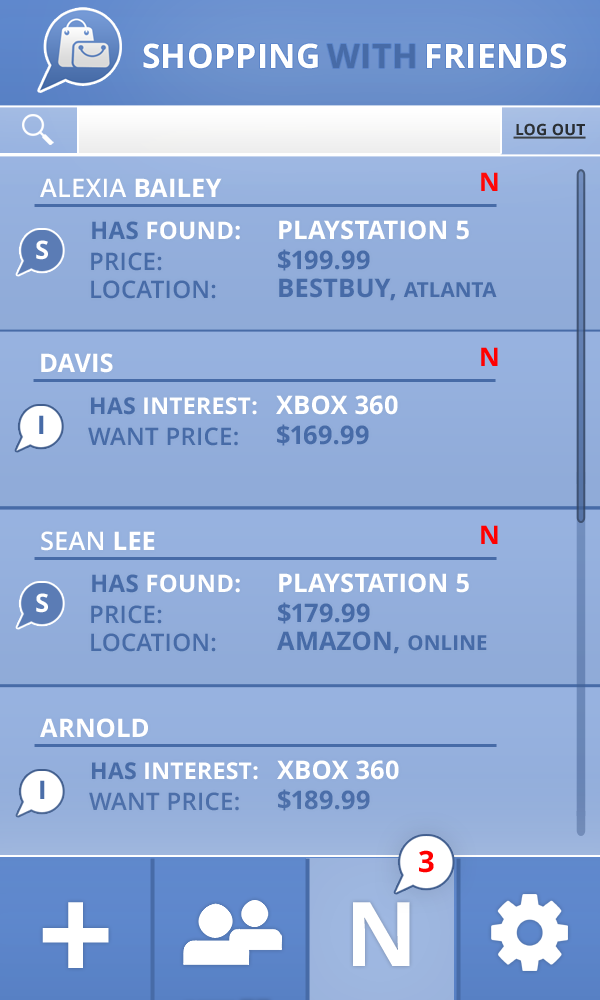 SHOPPING WITH FRIENDS
LOG OUT
ALEXIA BAILEY N
S
HAS FOUND: PLAYSTATION 5
PRICE: $199.99
LOCATION: BESTBUY, ATLANTA
DAVIS N
I
HAS INTEREST: XBOX 360
WANT PRICE: $169.99
SEAN LEE N
S
HAS FOUND: PLAYSTATION 5
PRICE: $179.99
LOCATION: AMAZON, ONLINE
ARNOLD
I
HAS INTEREST: XBOX 360
WANT PRICE: $189.99
3
N